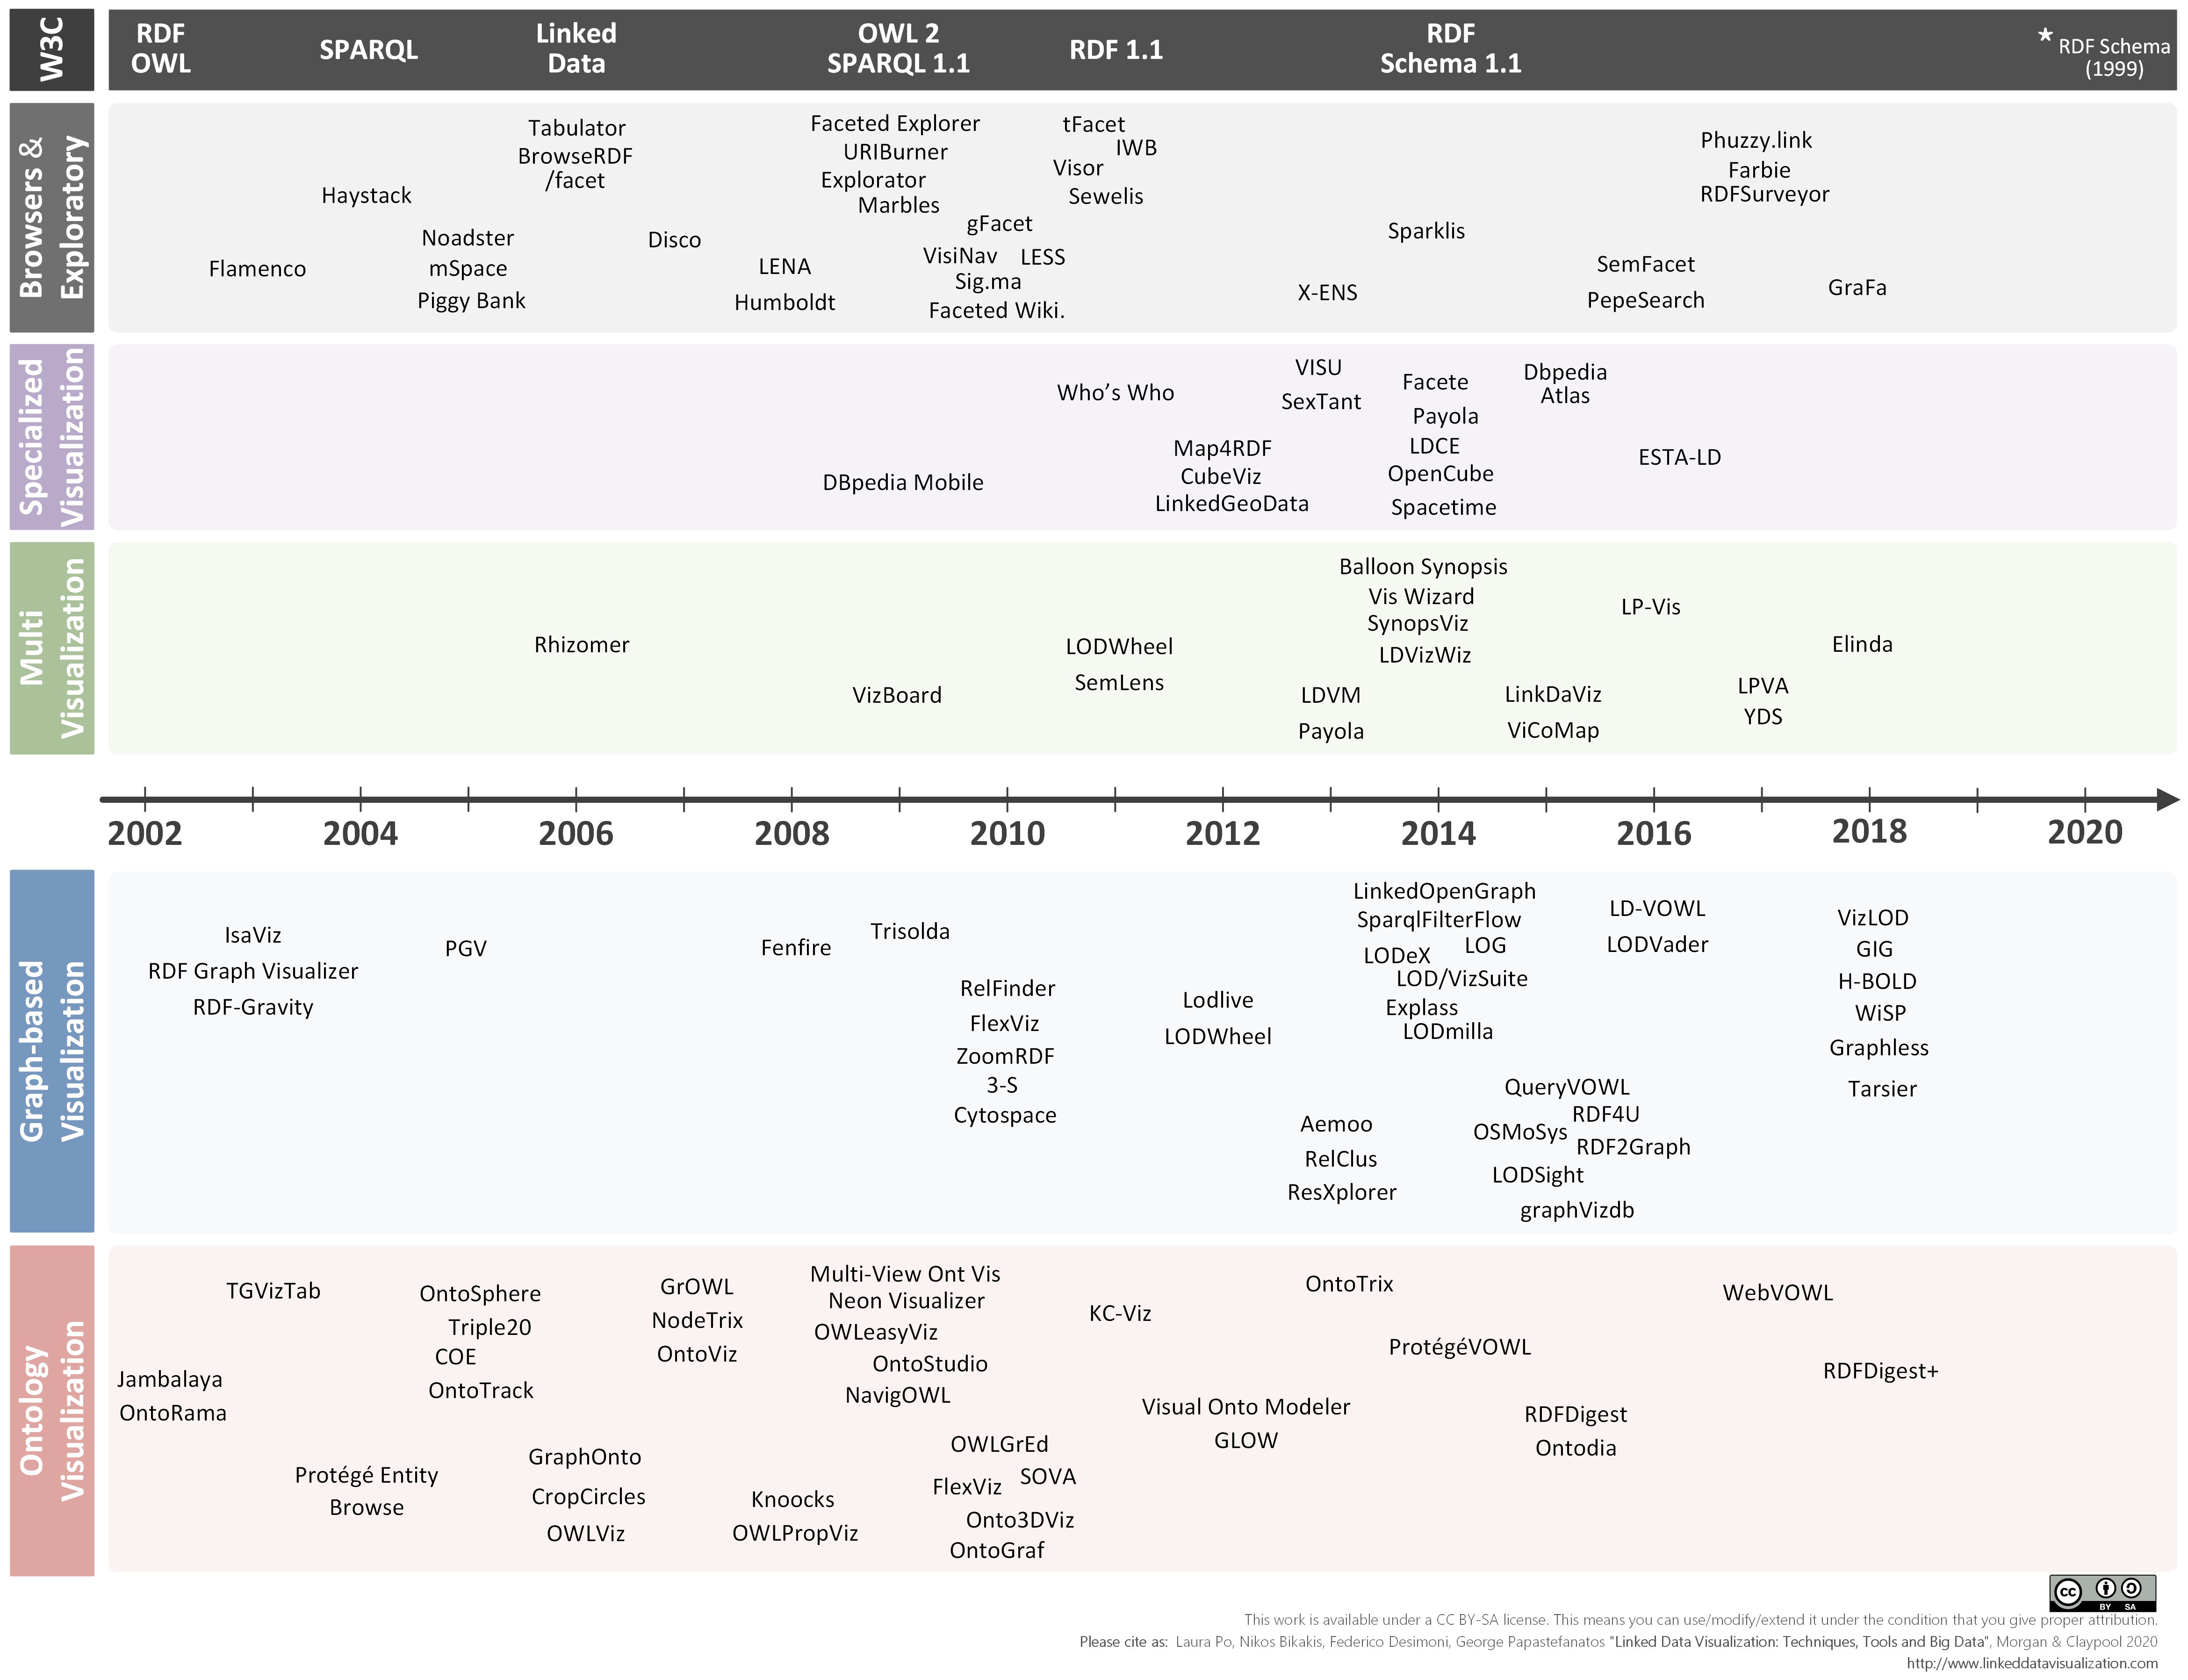 W3C
RDF
OWL
SPARQL
Linked
Data
OWL 2
SPARQL 1.1
RDF 1.1
RDF
Schema 1.1
* RDF Schema
(1999)
Browsers &
Exploratory
Tabulator
BrowseRDF
/facet
Haystack
Noadster
mSpace
Piggy Bank
Flamenco
Disco
LENA
Humboldt
Faceted Explorer
URIBurner
Explorator
Marbles
gFacet
VisiNav LESS
Sig.ma
Faceted Wiki.
tFacet
IWB
Visor
Sewelis
Sparklis
X-ENS
Phuzzy.link
Farbie
RDFSurveyor
SemFacet
PepeSearch
GraFa
Specialized
Visualization
DBpedia Mobile
Who’s Who
Map4RDF
CubeViz
LinkedGeoData
VISU
SexTant
Facete
Payola
LDCE
OpenCube
Spacetime
Dbpedia
Atlas
ESTA-LD
Multi
Visualization
Rhizomer
VizBoard
LODWheel
SemLens
Balloon Synopsis
Vis Wizard
SynopsViz
LDVizWiz
LDVM
Payola
LinkDaViz
ViCoMap
LP-Vis
LPVA
YDS
Elinda
2002 2004 2006 2008 2010 2012 2014 2016 2018 2020
Graph-based
Visualization
IsaViz
RDF Graph Visualizer
RDF-Gravity
PGV
Fenfire
Trisolda
RelFinder
FlexViz
ZoomRDF
3-S
Cytospace
Lodlive
LODWheel
Aemoo
RelClus
ResXplorer
LinkedOpenGraph
SparqlFilterFlow
LODeX LOG
LOD/VizSuite
Explass
LODmilla
QueryVOWL
RDF4U
OSMoSys
RDF2Graph
LODSight
graphVizdb
LD-VOWL
LODVader
VizLOD
GIG
H-BOLD
WiSP
Graphless
Tarsier
Ontology
Visualization
TGVizTab
Jambalaya
OntoRama
Protégé Entity
Browse
OntoSphere
Triple20
COE
OntoTrack
GraphOnto
CropCircles
OWLViz
GrOWL
NodeTrix
OntoViz
Knoocks
OWLPropViz
Multi-View Ont Vis
Neon Visualizer
OWLeasyViz
OntoStudio
NavigOWL
OWLGrEd
SOVA
FlexViz
Onto3DViz
OntoGraf
KC-Viz
Visual Onto Modeler
GLOW
OntoTrix
ProtégéVOWL
RDFDigest
Ontodia
WebVOWL
RDFDigest+
cc BY SA
This work is available under a CC BY-SA license. This means you can use/modify/extend it under the condition that you give proper attribution.
Please cite as: Laura Po, Nikos Bikakis, Federico Desimoni, George Papastefanatos "Linked Data Visualization: Techniques, Tools and Big Data", Morgan & Claypool 2020
http://www.linkeddatavisualization.com